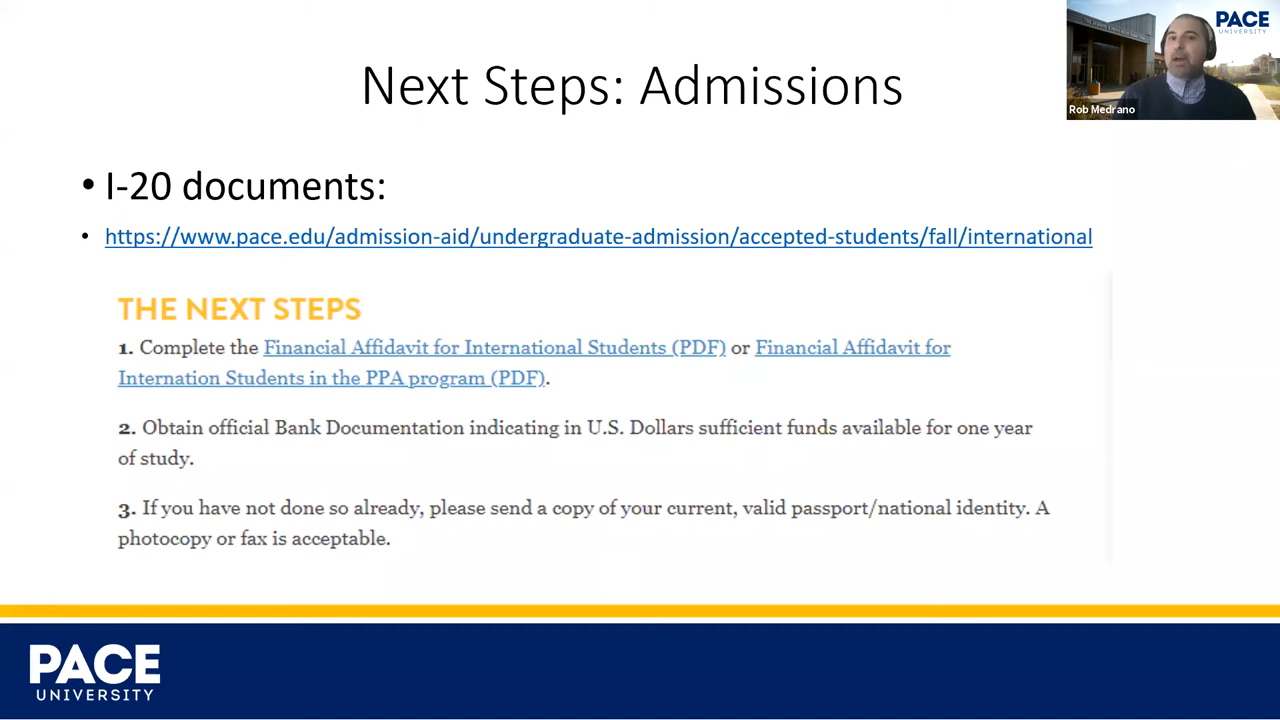 PACE
UNIVERSITY
Rob Medrano
Next Steps: Admissions
• I-20 documents:
• https://www.pace.edu/admission-aid/undergraduate-admission/accepted-students/fall/international
THE NEXT STEPS
1. Complete the Financial Affidavit for International Students (PDF) or Financial Affidavit for
Internation Students in the PPA program (PDF).
2. Obtain official Bank Documentation indicating in U.S. Dollars sufficient funds available for one year
of study.
3. If you have not done so already, please send a copy of your current, valid passport/national identity. A
photocopy or fax is acceptable.
PACE
UNIVERSITY